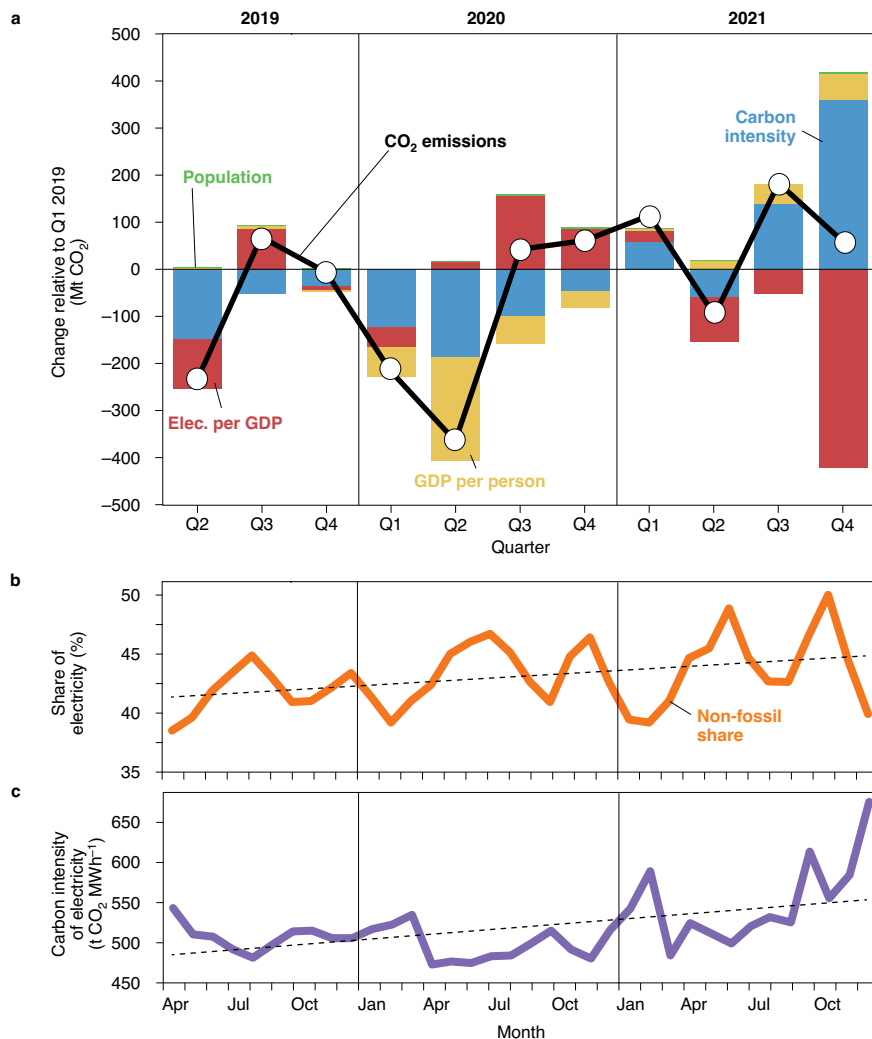 a
2019 2020 2021
500
400
300
200
100
0
–100
–200
–300
–400
–500
Change relative to Q1 2019
(Mt CO2)
Population
CO2 emissions
Carbon
intensity
Elec. per GDP
GDP per person
Q2 Q3 Q4 Q1 Q2 Q3 Q4 Q1 Q2 Q3 Q4
Quarter
b
50
45
40
35
Share of
electricity (%)
Non-fossil
share
c
650
600
550
500
450
Carbon intensity
of electricity
(t CO2 MWh–1)
Apr Jul Oct Jan Apr Jul Oct Jan Apr Jul Oct
Month